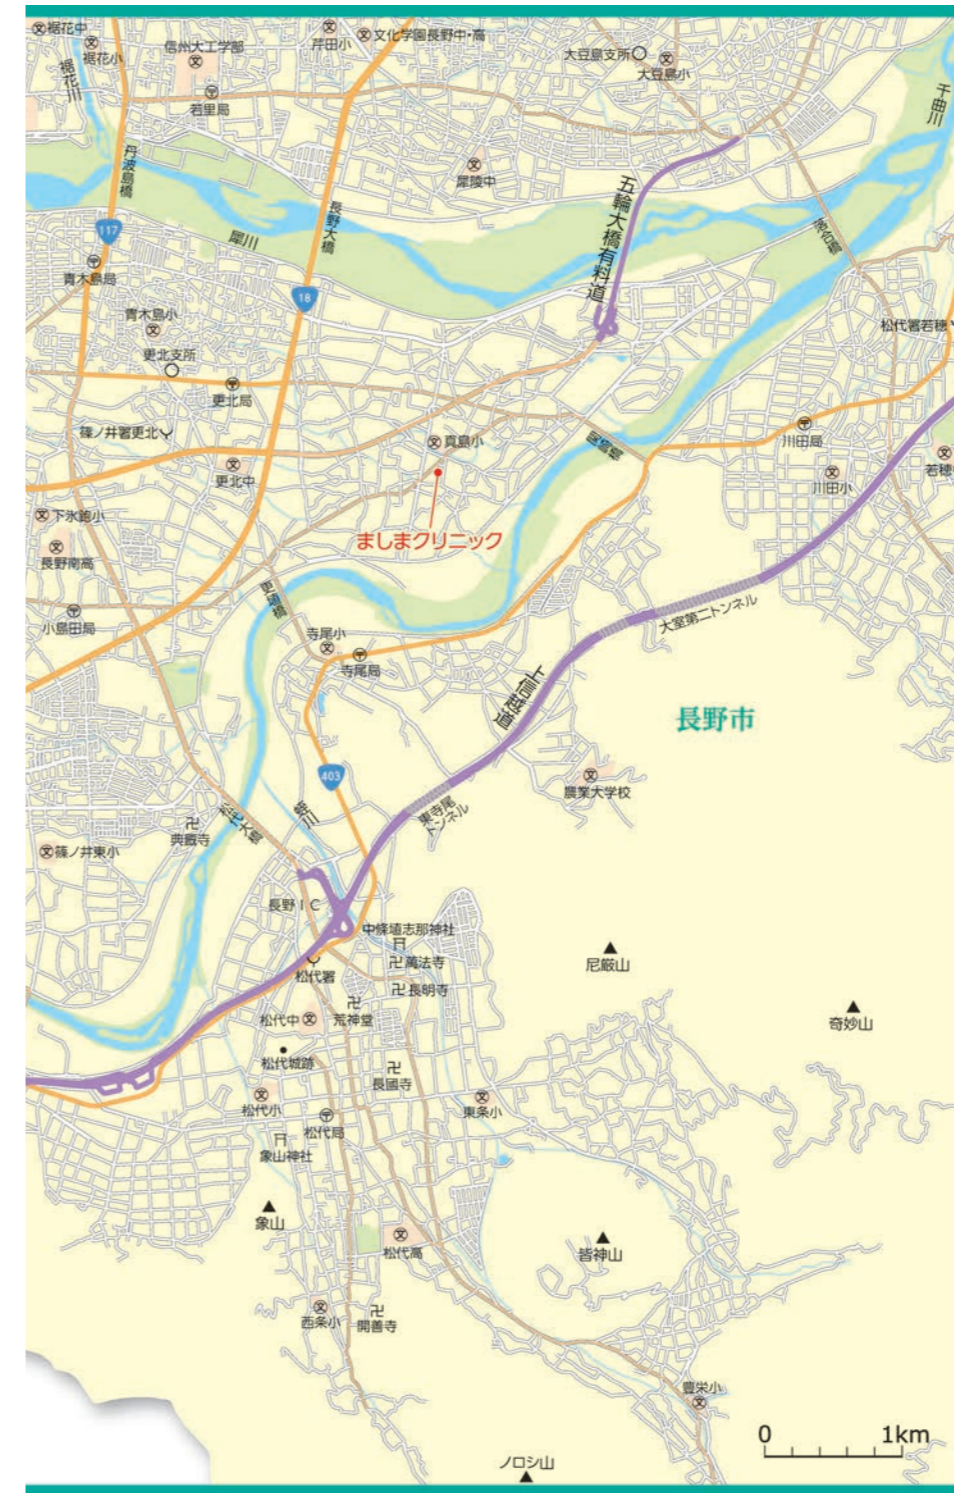 裾花中
裾花小
裾花川
信州大工学部
芹田小
文化学園長野中・高
大豆島支所
大豆島小
千曲川
若里局
丹波島橋
犀陵中
五輪大橋有料道
長野大橋
落合橋
117
犀川
青木島局
18
青木島小
更北支所
松代署若穂
更北局
篠ノ井署更北
真島小
川田局
更北中
川田小
若穂
下氷鉋小
ましまクリニック
長野南高
小島田局
寺尾小
寺尾局
大室第二トンネル
上信越道
長野市
403
農業大学校
東寺尾
トンネル
松代大橋
蛭川
典厩寺
篠ノ井東小
長野IC
中條埴志那神社
松代署
萬法寺
長明寺
尼厳山
奇妙山
松代中
荒神堂
松代城跡
長國寺
松代小
松代局
東条小
象山神社
象山
松代高
皆神山
西条小
開善寺
豊栄小
ノロシ山
0 1km